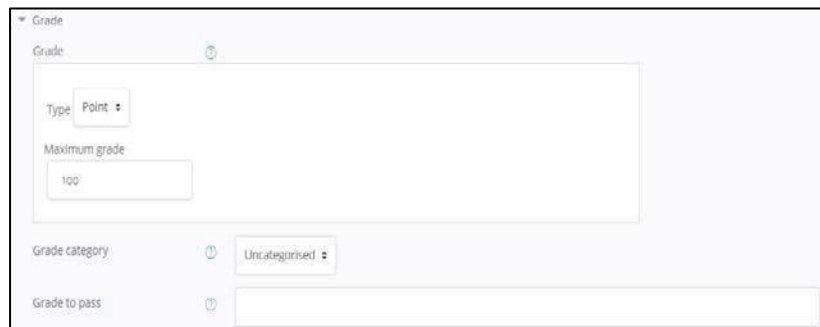 Grade
Grade
Type Point
Maximum grade
100
Grade category Uncategorised
Grade to pass